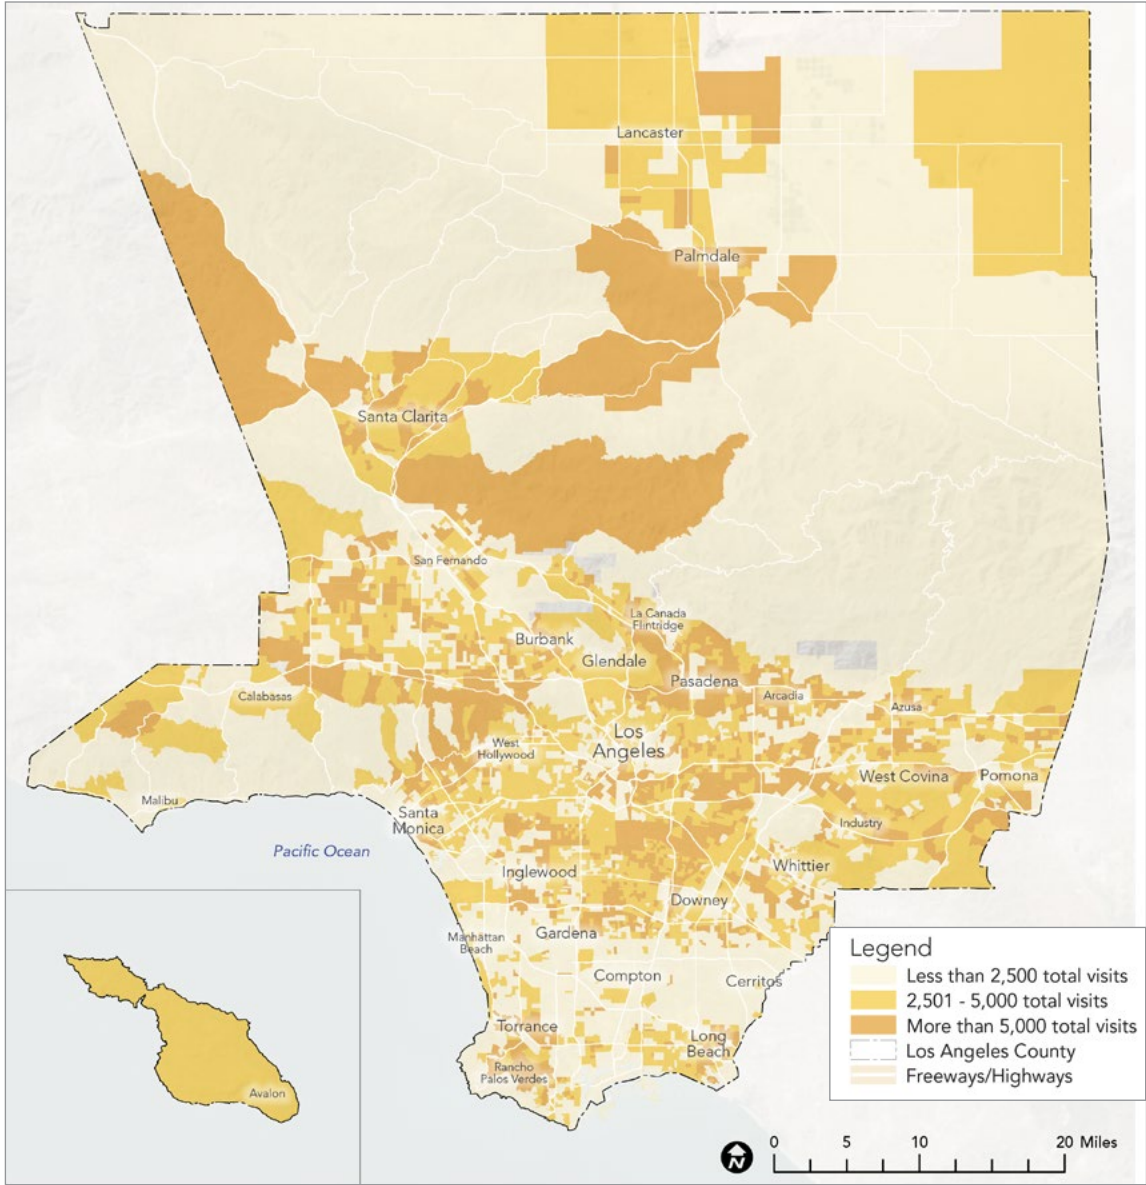 Lancaster
Palmdale
Santa Clarita
San Fernando
La Canada
Flintridge
Burbank
Glendale
Pasadena
Calabasas
Arcadia
Azusa
Los
Angeles
West
Hollywood
West Covina
Pomona
Malibu
Santa
Monica
Industry
Pacific Ocean
Whittier
Inglewood
Downey
Gardena
Manhattan
Beach
Compton
Cerritos
Torrance
Long
Beach
Rancho
Palos Verdes
Avalon
Legend
Less than 2,500 total visits
2,501 - 5,000 total visits
More than 5,000 total visits
Los Angeles County
Freeways/Highways
N
0 5 10 20 Miles